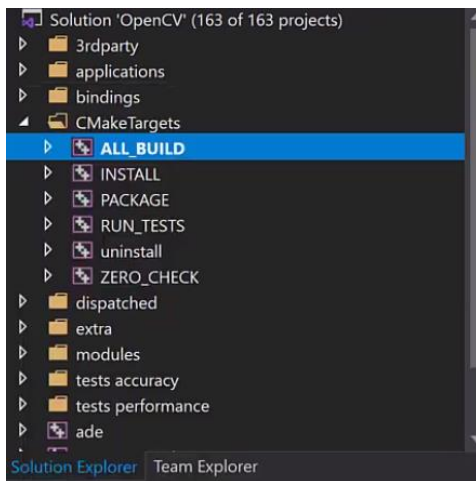 Solution 'OpenCV' (163 of 163 projects)
3rdparty
applications
bindings
CMakeTargets
ALL_BUILD
INSTALL
PACKAGE
RUN_TESTS
uninstall
ZERO_CHECK
dispatched
extra
modules
tests accuracy
tests performance
ade
Solution Explorer Team Explorer